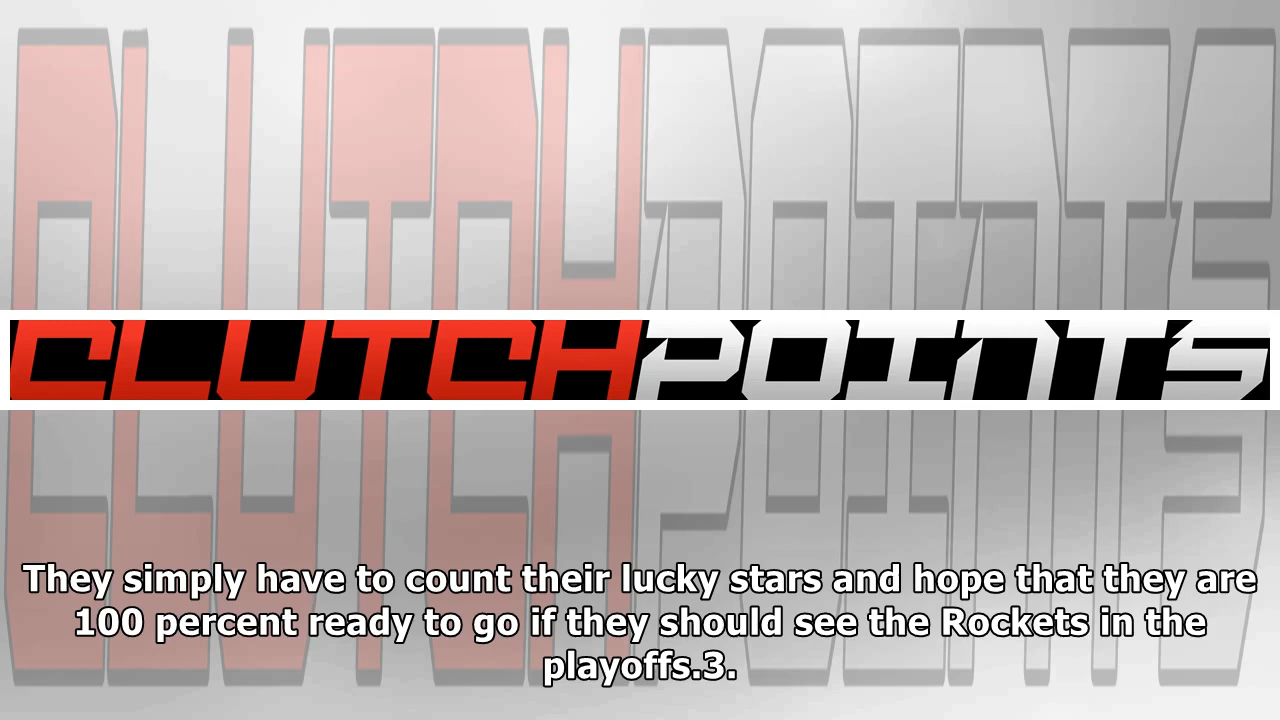 CLUTCHPOINTS
They simply have to count their lucky stars and hope that they are
100 percent ready to go if they should see the Rockets in the
playoffs.3.